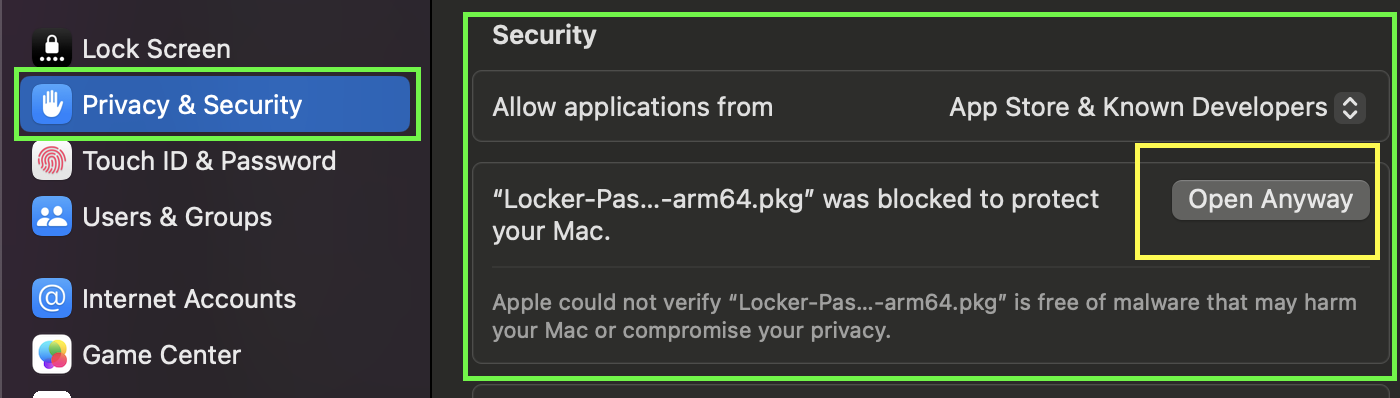 Lock Screen
Privacy & Security
Touch ID & Password
Users & Groups
@
Internet Accounts
Game Center
Security
Allow applications from
App Store & Known Developers
“Locker-Pas...-arm64.pkg” was blocked to protect
your Mac.
Open Anyway
Apple could not verify “Locker-Pas...-arm64.pkg” is free of malware that may harm
your Mac or compromise your privacy.